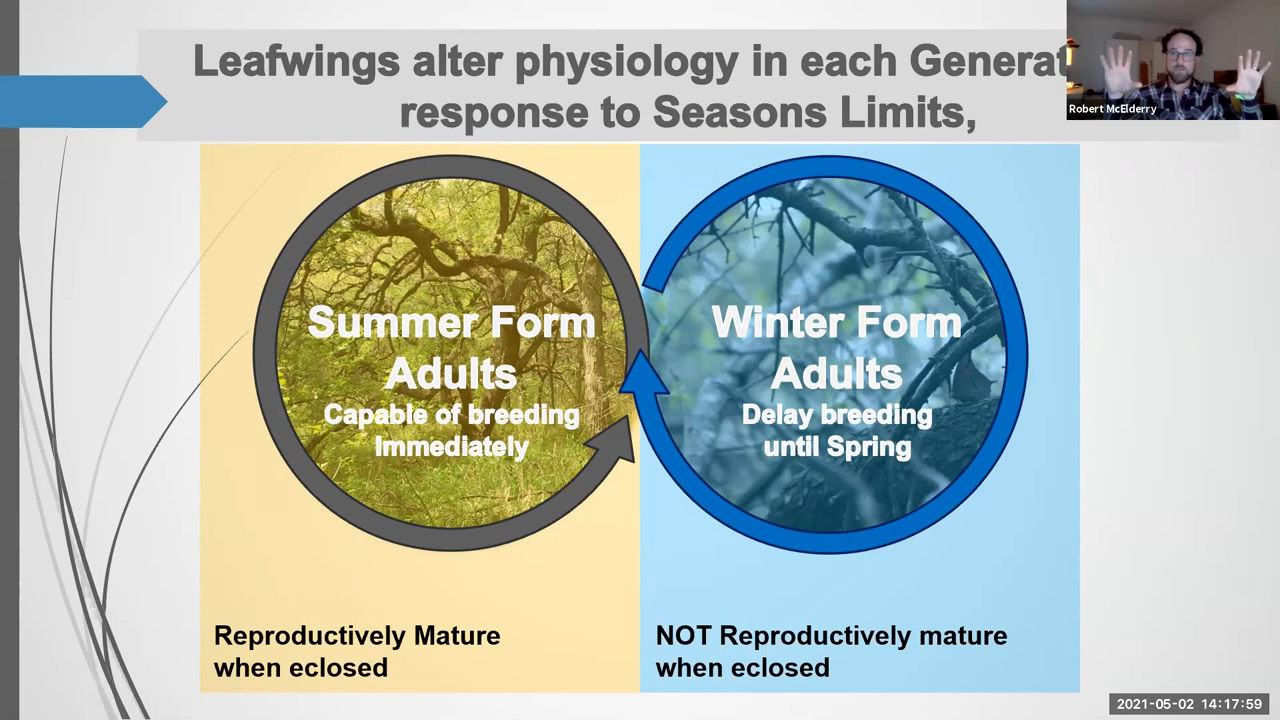 Leafwings alter physiology in each Generat
response to Seasons Limits,
Robert McElderry
Summer Form
Adults
Capable of breeding
Immediately
Winter Form
Adults
Delay breeding
until Spring
Reproductively Mature
when eclosed
NOT Reproductively mature
when eclosed
2021-05-02 14:17:59